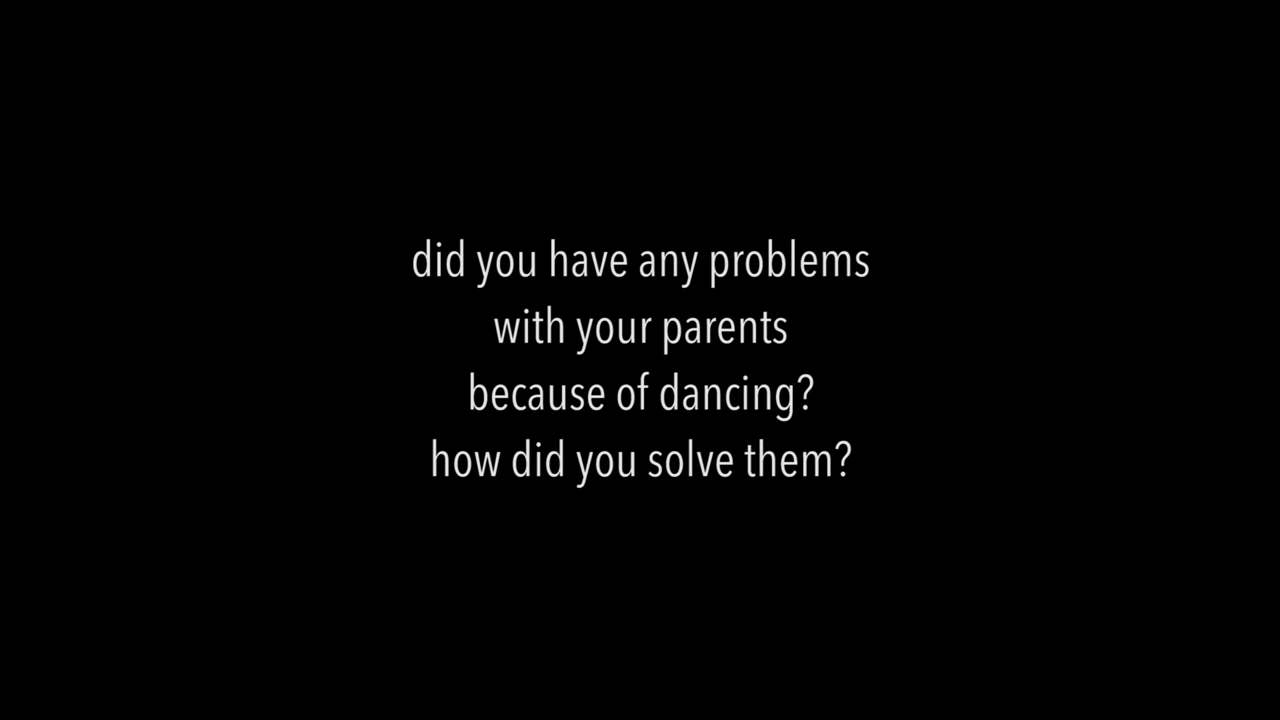 did you have any problems
with your parents
because of dancing?
how did you solve them?